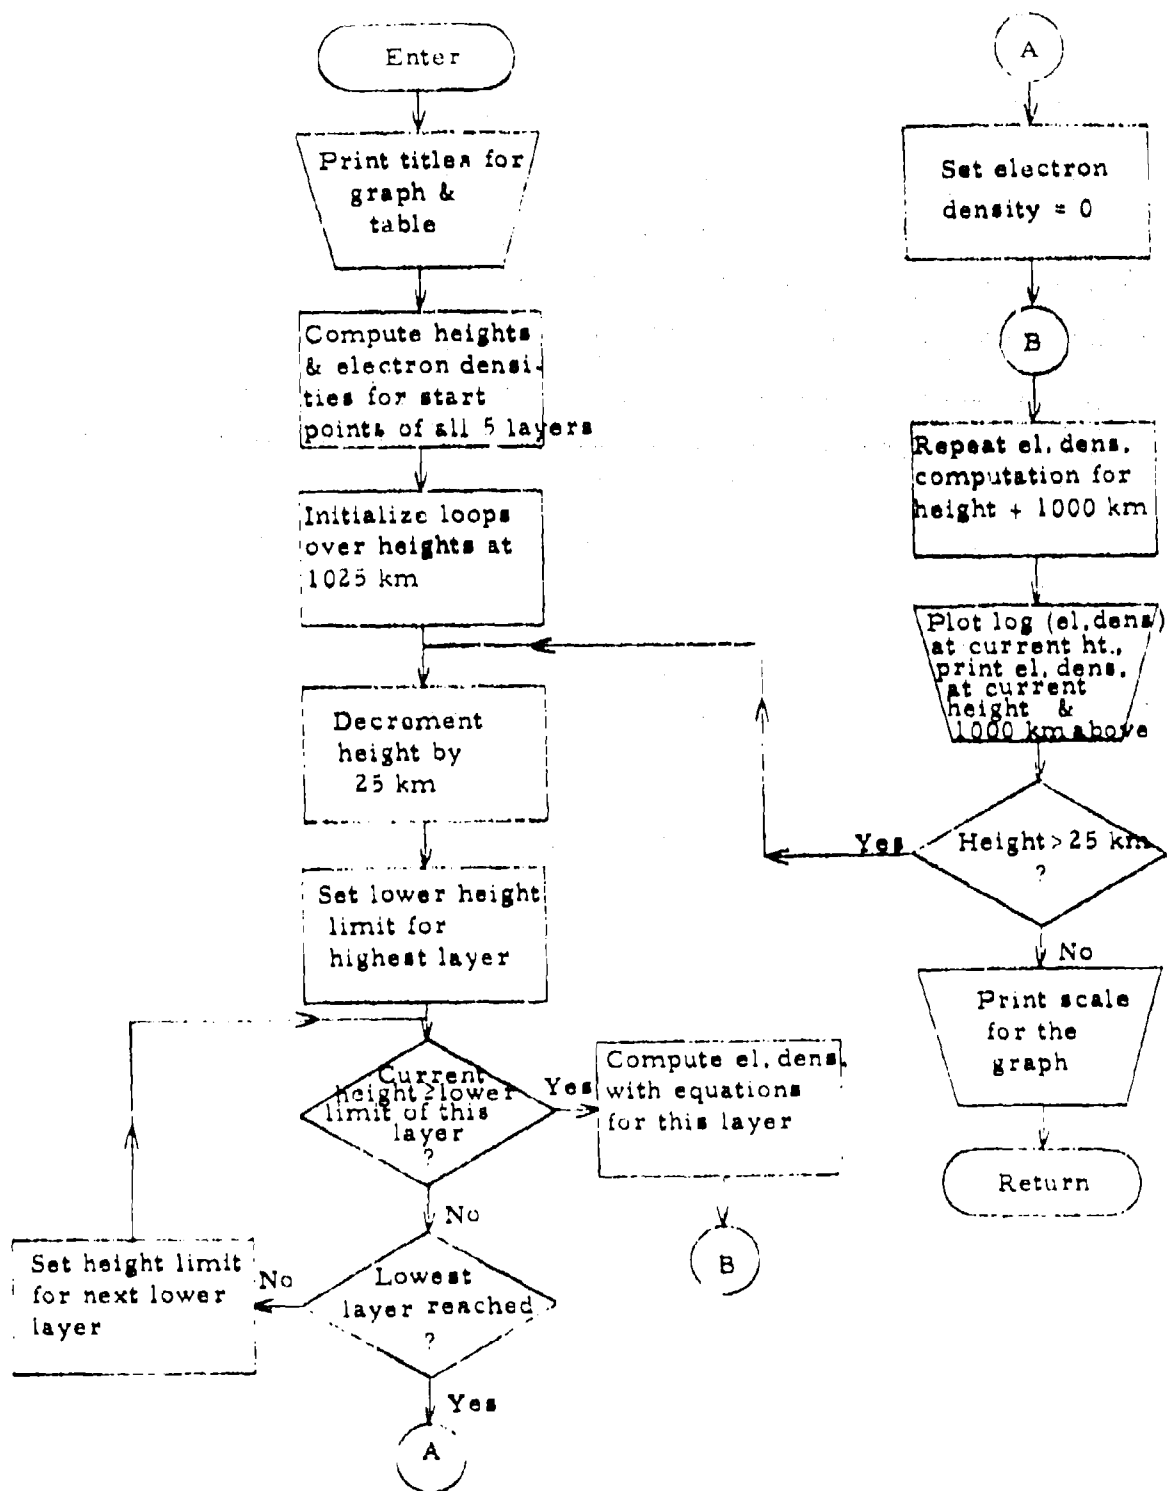 Enter
Print titles for
graph &
table
Compute heights
& electron densi-
ties for start
points of all 5 layers
Initialize loops
over heights at
1025 km
Decrement
height by
25 km
Set lower height
limit for
highest layer
Current
height ≥ lower
limit of this
layer
?
Yes
No
Compute el. dens.
with equations
for this layer
B
Lowest
layer reached
?
No
Set height limit
for next lower
layer
Yes
A
A
Set electron
density = 0
B
Repeat el. dens.
computation for
height + 1000 km
Plot log (el. dens)
at current ht.,
print el. dens.
at current
height &
1000 km above
Height > 25 km
?
Yes
No
Print scale
for the
graph
Return